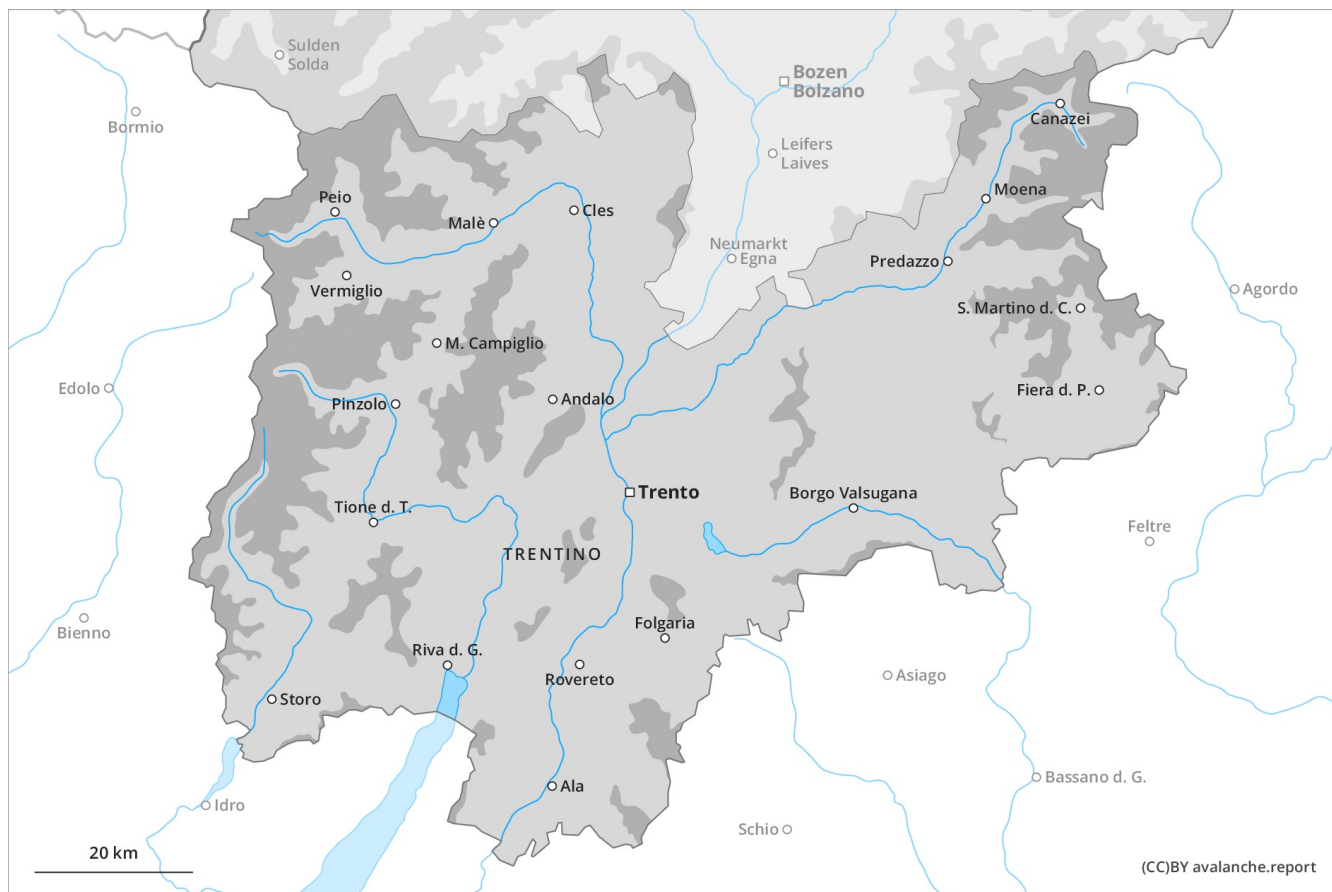 Sulden
Solda
Bozen
Bolzano
Bormio
Canazei
Leifers
Laives
Peio
Moena
Malè
Cles
Neumarkt
Egna
Predazzo
Vermiglio
Agordo
S. Martino d. C.
M. Campiglio
Edolo
Fiera d. P.
Pinzolo
Andalo
Trento
Borgo Valsugana
Tione d. T.
Feltre
TRENTINO
Bienno
Folgaria
Riva d. G.
Asiago
Rovereto
Storo
Bassano d. G.
Ala
Idro
Schio
20 km
(CC)BY avalanche.report